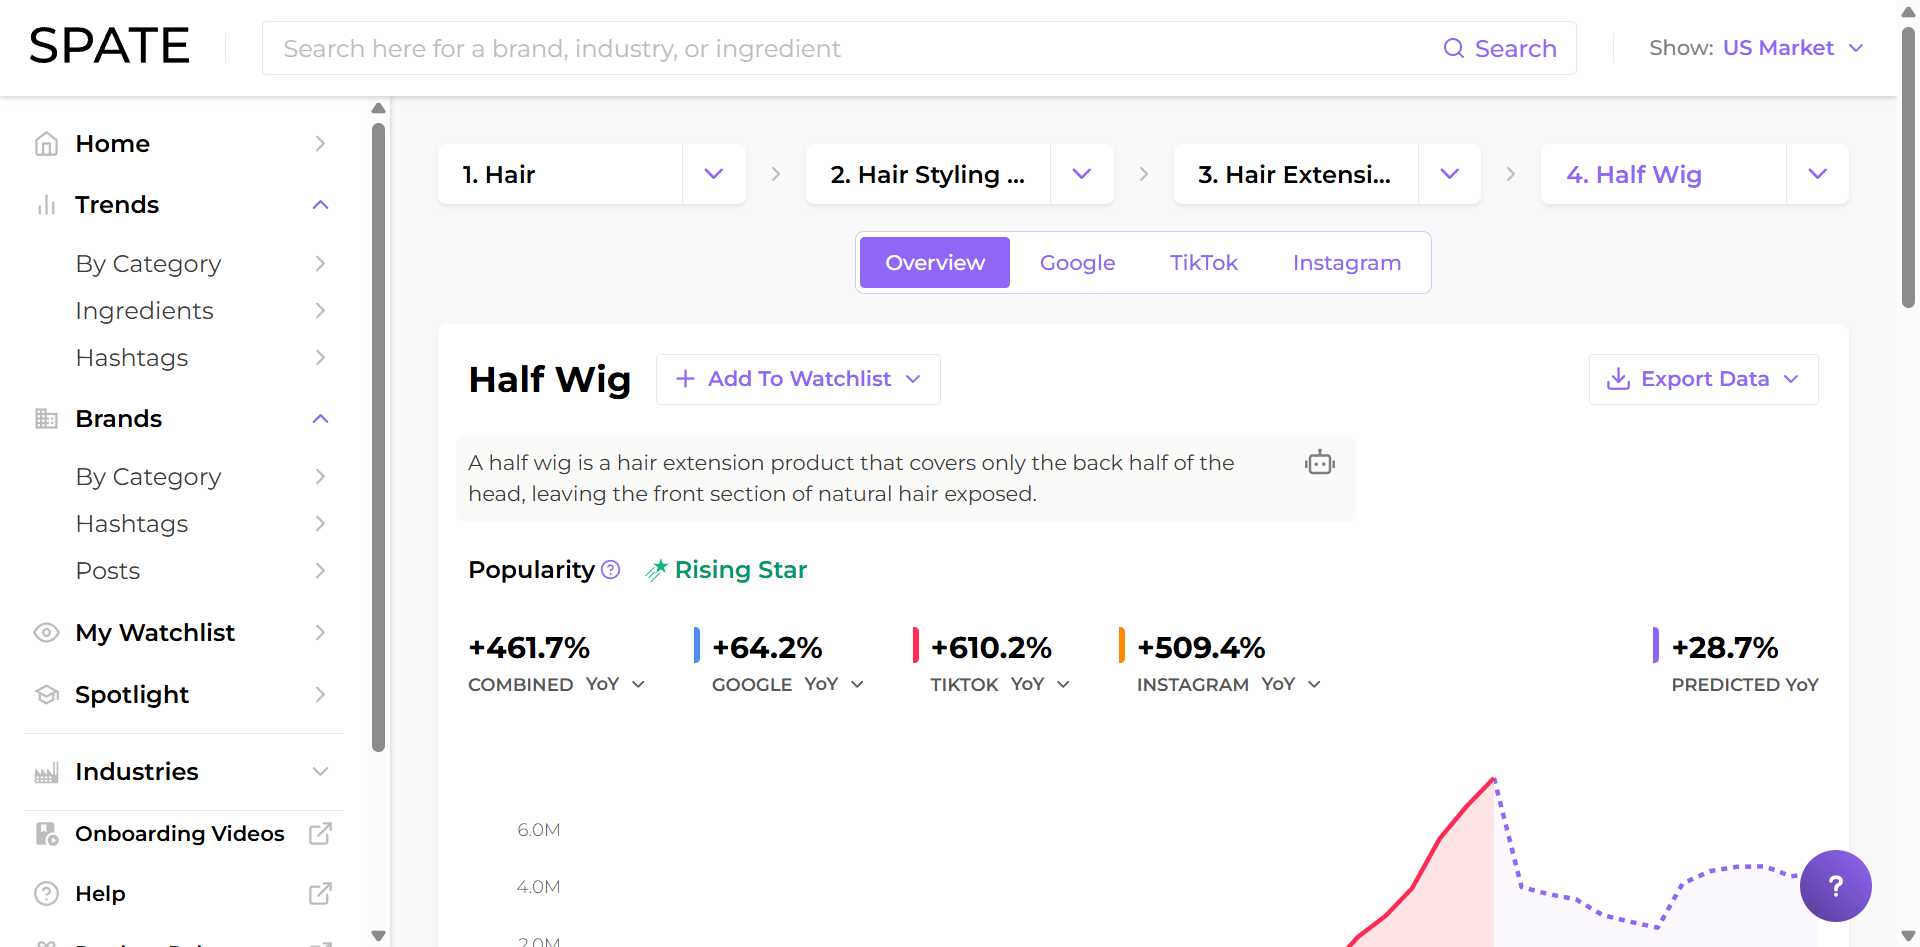 SPATE
Search here for a brand, industry, or ingredient
Search
Show: US Market
Home
Trends
by Category
Ingredients
Hashtags
Brands
by Category
Hashtags
Posts
My Watchlist
Spotlight
Industries
Onboarding Videos
Help
1. Hair
2. Hair Styling ...
3. Hair Extensi...
4. Half Wig
Overview
Google
TikTok
Instagram
Half Wig
Add To Watchlist
Export Data
A half wig is a hair extension product that covers only the back half of the
head, leaving the front section of natural hair exposed.
Popularity
Rising Star
+461.7%
COMBINED YoY
+64.2%
GOOGLE YoY
+610.2%
TIKTOK YoY
+509.4%
INSTAGRAM YoY
+28.7%
PREDICTED YoY
6.0M
4.0M
2.0M
?